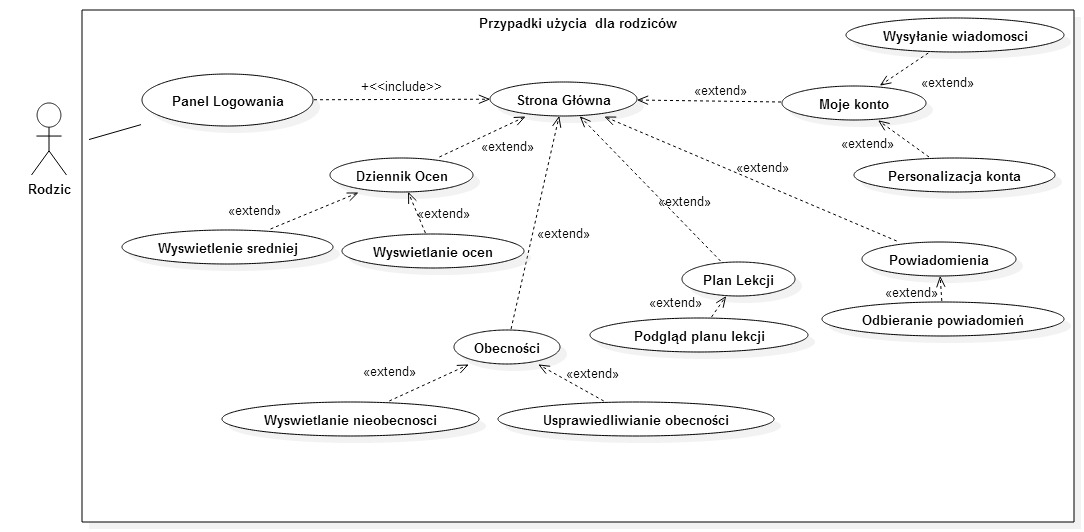 Przypadki użycia dla rodziców
Wysyłanie wiadomosci
+<<include>>
«extend»
«extend»
Panel Logowania
Strona Główna
Moje konto
«extend»
«extend»
«extend»
Dziennik Ocen
Personalizacja konta
Rodzic
«extend»
«extend»
«extend»
«extend»
Wyswietlenie sredniej
Wyswietlanie ocen
Powiadomienia
Plan Lekcji
«extend»
«extend»
Odbieranie powiadomień
Podgląd planu lekcji
Obecności
«extend»
«extend»
Wyswietlanie nieobecnosci
Usprawiedliwianie obecności